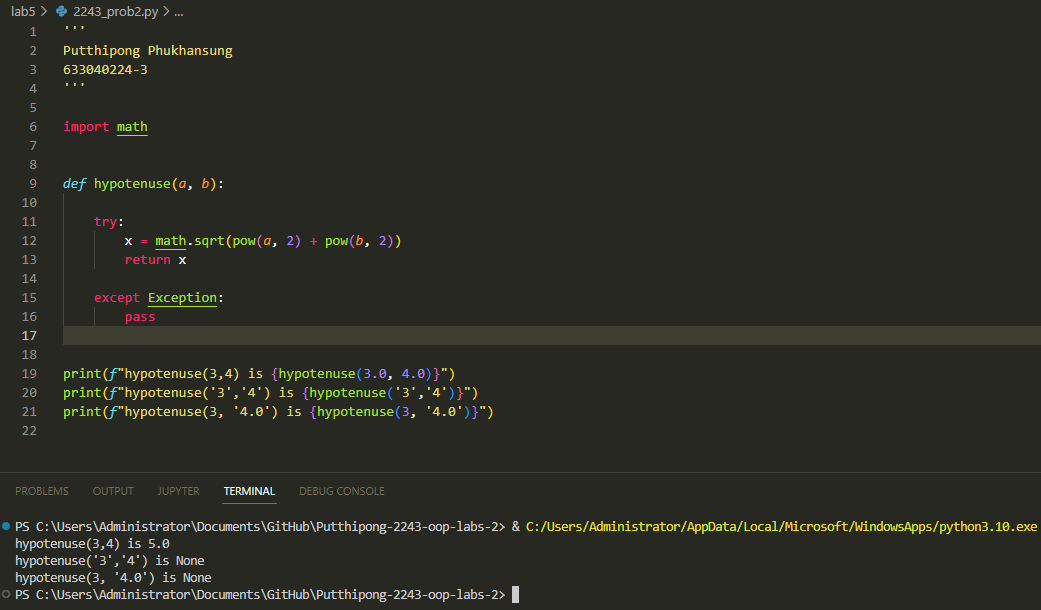 lab5 > 2243_prob2.py > ...
1 '''
2 Putthipong Phukhansung
3 633040224-3
4 '''
5
6 import math
7
8
9 def hypotenuse(a, b):
10
11     try:
12         x = math.sqrt(pow(a, 2) + pow(b, 2))
13         return x
14
15     except Exception:
16         pass
17
18
19 print(f"hypotenuse(3,4) is {hypotenuse(3.0, 4.0)}")
20 print(f"hypotenuse('3','4') is {hypotenuse('3','4')}")
21 print(f"hypotenuse(3, '4.0') is {hypotenuse(3, '4.0')}")
22
PROBLEMS OUTPUT JUPYTER TERMINAL DEBUG CONSOLE
PS C:\Users\Administrator\Documents\GitHub\Putthipong-2243-oop-labs-2> & C:/Users/Administrator/AppData/Local/Microsoft/WindowsApps/python3.10.exe
hypotenuse(3,4) is 5.0
hypotenuse('3','4') is None
hypotenuse(3, '4.0') is None
PS C:\Users\Administrator\Documents\GitHub\Putthipong-2243-oop-labs-2>